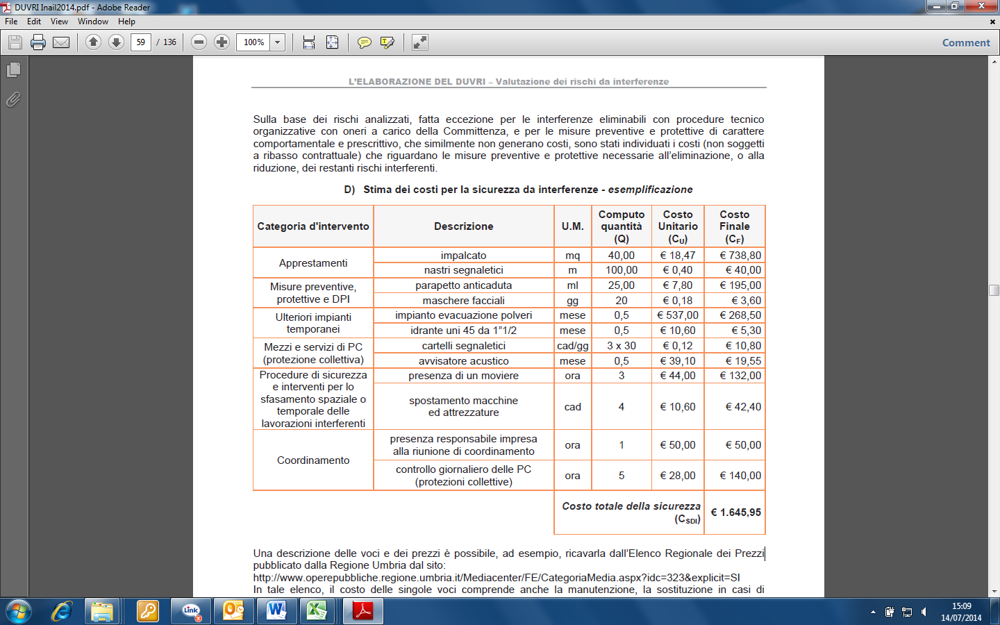 DUVRI Inail2014.pdf - Adobe Reader
File Edit View Window Help
59 / 136 100% Comment
L'ELABORAZIONE DEL DUVRI – Valutazione dei rischi da interferenze
Sulla base dei rischi analizzati, fatta eccezione per le interferenze eliminabili con procedure tecnico
organizzative con oneri a carico della Committenza, e per le misure preventive e protettive di carattere
comportamentale e prescrittivo, che similmente non generano costi, sono stati individuati i costi (non soggetti
a ribasso contrattuale) che riguardano le misure preventive e protettive necessarie all'eliminazione, o alla
riduzione, dei restanti rischi interferenti.
D) Stima dei costi per la sicurezza da interferenze - esemplificazione
Categoria d'intervento Descrizione U.M. Computo quantità (Q) Costo Unitario (CU) Costo Finale (CF)
Apprestamenti
impalcato mq 40,00 € 18,47 € 738,80
nastri segnaletici m 100,00 € 0,40 € 40,00
Misure preventive,
protettive e DPI
parapetto anticaduta ml 25,00 € 7,80 € 195,00
maschere facciali gg 20 € 0,18 € 3,60
Ulteriori impianti
temporanei
impianto evacuazione polveri mese 0,5 € 537,00 € 268,50
idrante uni 45 da 1"1/2 mese 0,5 € 10,60 € 5,30
Mezzi e servizi di PC
(protezione collettiva)
cartelli segnaletici cad/gg 3 x 30 € 0,12 € 10,80
avvisatore acustico mese 0,5 € 39,10 € 19,55
Procedure di sicurezza
e interventi per lo
sfasamento spaziale o
temporale delle
lavorazioni interferenti
presenza di un moviere ora 3 € 44,00 € 132,00
spostamento macchine
ed attrezzature cad 4 € 10,60 € 42,40
Coordinamento
presenza responsabile impresa
alla riunione di coordinamento ora 1 € 50,00 € 50,00
controllo giornaliero delle PC
(protezioni collettive) ora 5 € 28,00 € 140,00
Costo totale della sicurezza
(CSDI) € 1.645,95
Una descrizione delle voci e dei prezzi è possibile, ad esempio, ricavarla dall'Elenco Regionale dei Prezzi
pubblicato dalla Regione Umbria dal sito:
http://www.operepubbliche.regione.umbria.it/Mediacenter/FE/CategoriaMedia.aspx?idc=323&explicit=SI
In tale elenco, il costo delle singole voci comprende anche la manutenzione, la sostituzione in casi di
Link
15:09
14/07/2014